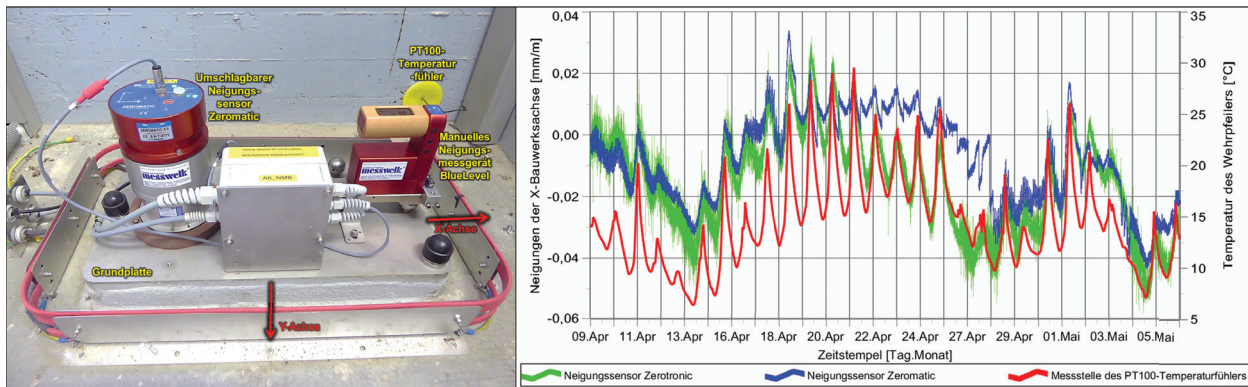 PT100-
Temperatur
-fühler
Umschlagbarer
Neigungs-
sensor
Zeromatic
ZEROMATIC
messwelk
Manuelles
Neigungs-
messgerät
BlueLevel
messwelk
AK_NMB
X-Achse
Grundplatte
Y-Achse
Neigungen der X-Bauwerksachse [mm/m]
0,04
0,02
0,00
-0,02
-0,04
-0,06
35
30
25
20
15
10
5
Temperatur des Wehrpfeilers [°C]
09.Apr 11.Apr 13.Apr 16.Apr 18.Apr 20.Apr 22.Apr 24.Apr 27.Apr 29.Apr 01.Mai 03.Mai 05.Mai
Zeitstempel [Tag.Monat]
Neigungssensor Zerotronic Neigungssensor Zeromatic Messstelle des PT100-Temperaturfühlers